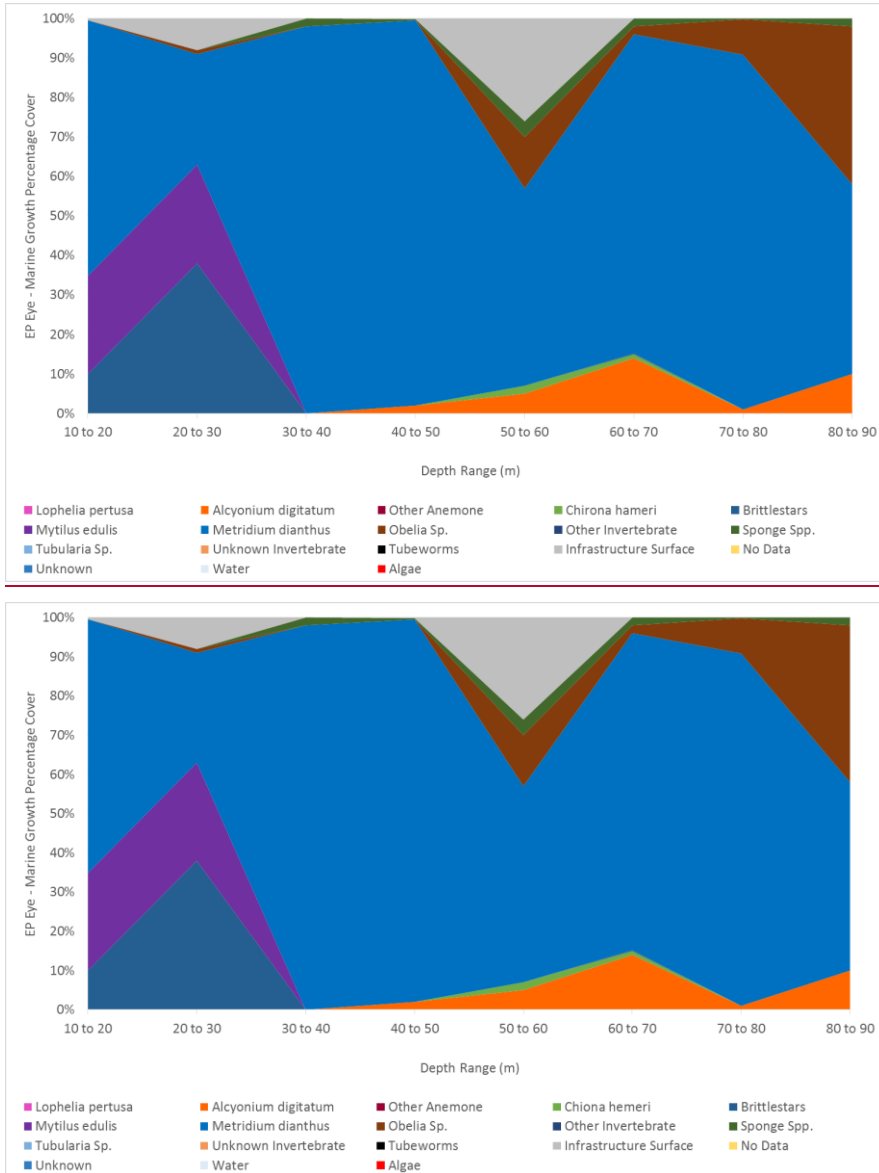 100%
90%
80%
70%
60%
50%
40%
30%
20%
10%
0%
EP Eye - Marine Growth Percentage Cover
10 to 20 20 to 30 30 to 40 40 to 50 50 to 60 60 to 70 70 to 80 80 to 90
Depth Range (m)
Lophelia pertusa Alcyonium digitatum Other Anemone Chirona hameri Brittlestars
Mytilus edulis Metridium dianthus Obelia Sp. Other Invertebrate Sponge Spp.
Tubularia Sp. Unknown Invertebrate Tubeworms Infrastructure Surface No Data
Unknown Water Algae
100%
90%
80%
70%
60%
50%
40%
30%
20%
10%
0%
EP Eye - Marine Growth Percentage Cover
10 to 20 20 to 30 30 to 40 40 to 50 50 to 60 60 to 70 70 to 80 80 to 90
Depth Range (m)
Lophelia pertusa Alcyonium digitatum Other Anemone Chiona hemeri Brittlestars
Mytilus edulis Metridium dianthus Obelia Sp. Other Invertebrate Sponge Spp.
Tubularia Sp. Unknown Invertebrate Tubeworms Infrastructure Surface No Data
Unknown Water Algae